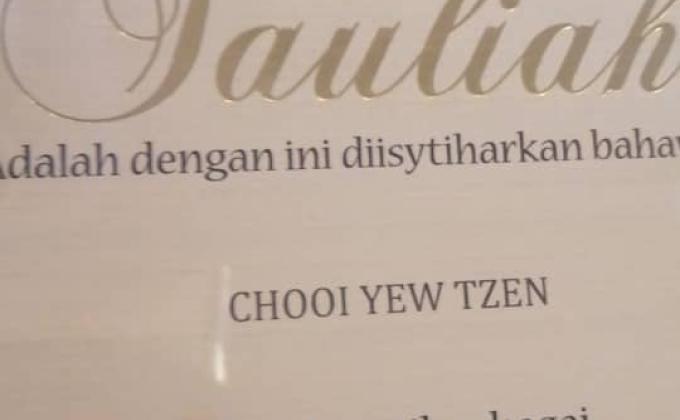 Tauliah
dalah dengan ini diisytiharkan baha
CHOOI YEW TZEN